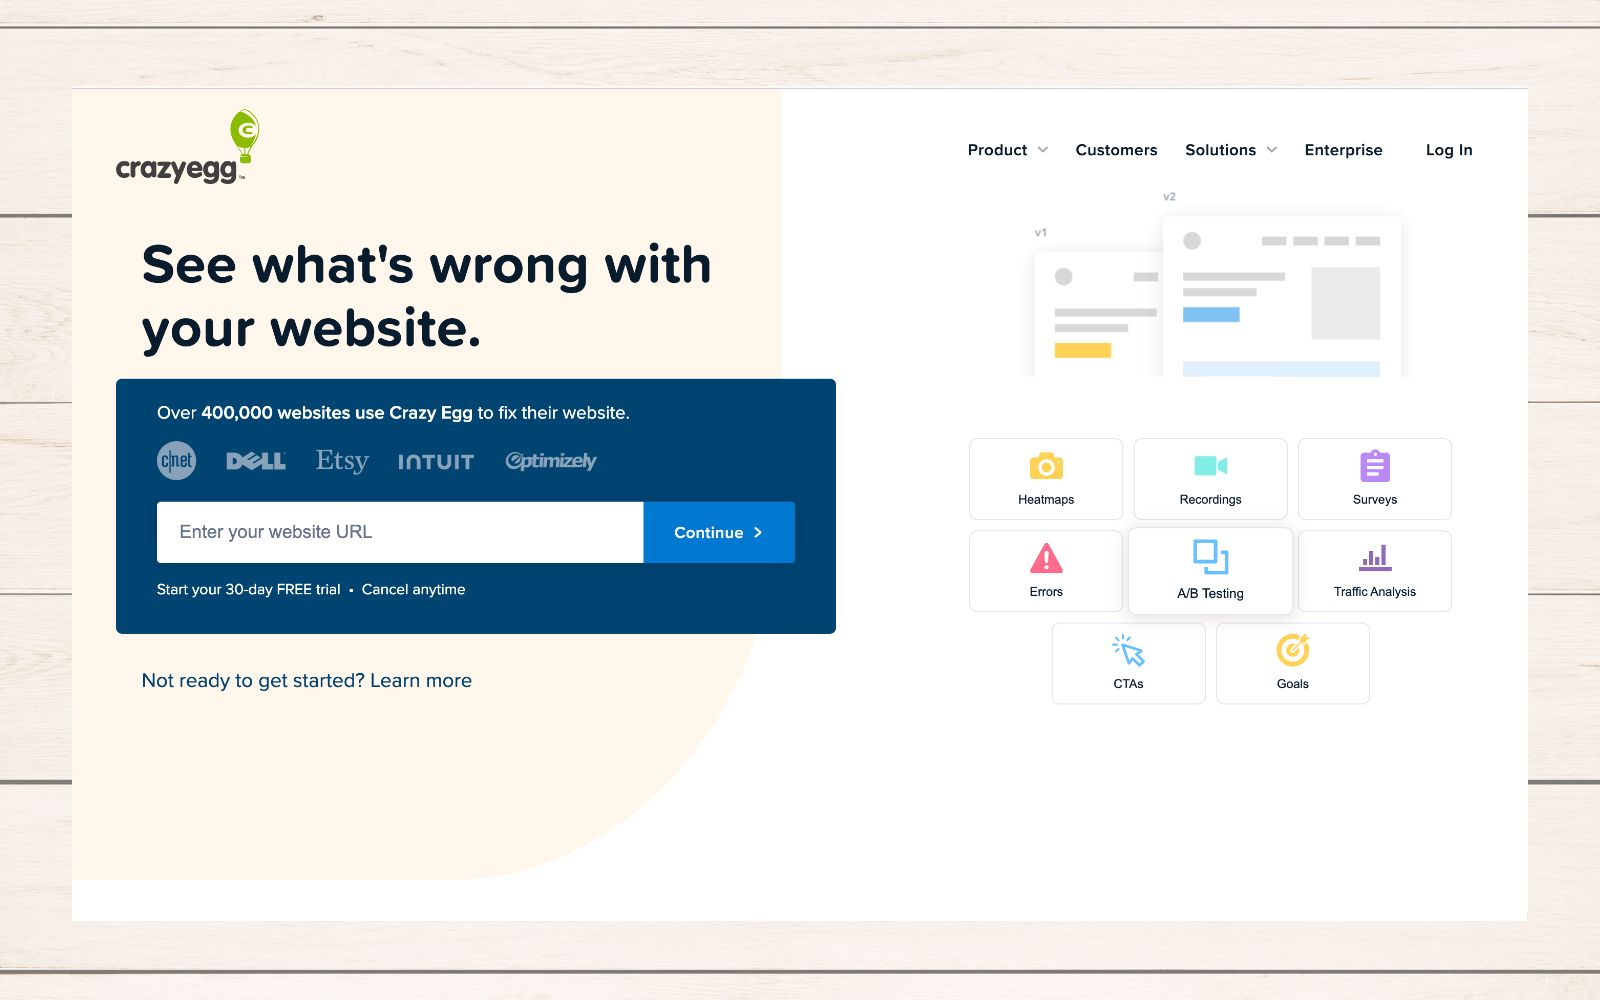 crazyegg™
Product
Customers
Solutions
Enterprise
Log In
See what's wrong with
your website.
Over 400,000 websites use Crazy Egg to fix their website.
c|net
DELL
Etsy
INTUIT
Optimizely
Enter your website URL
Continue
Start your 30-day FREE trial • Cancel anytime
Not ready to get started? Learn more
v1
v2
Heatmaps
Recordings
Surveys
Errors
A/B Testing
Traffic Analysis
CTAs
Goals